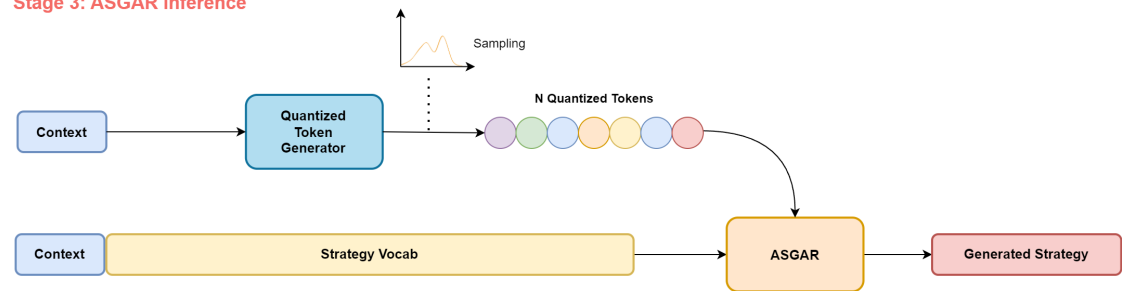 Stage 3: ASGAR Inference
Sampling
N Quantized Tokens
Context
Quantized
Token
Generator
Context
Strategy Vocab
ASGAR
Generated Strategy